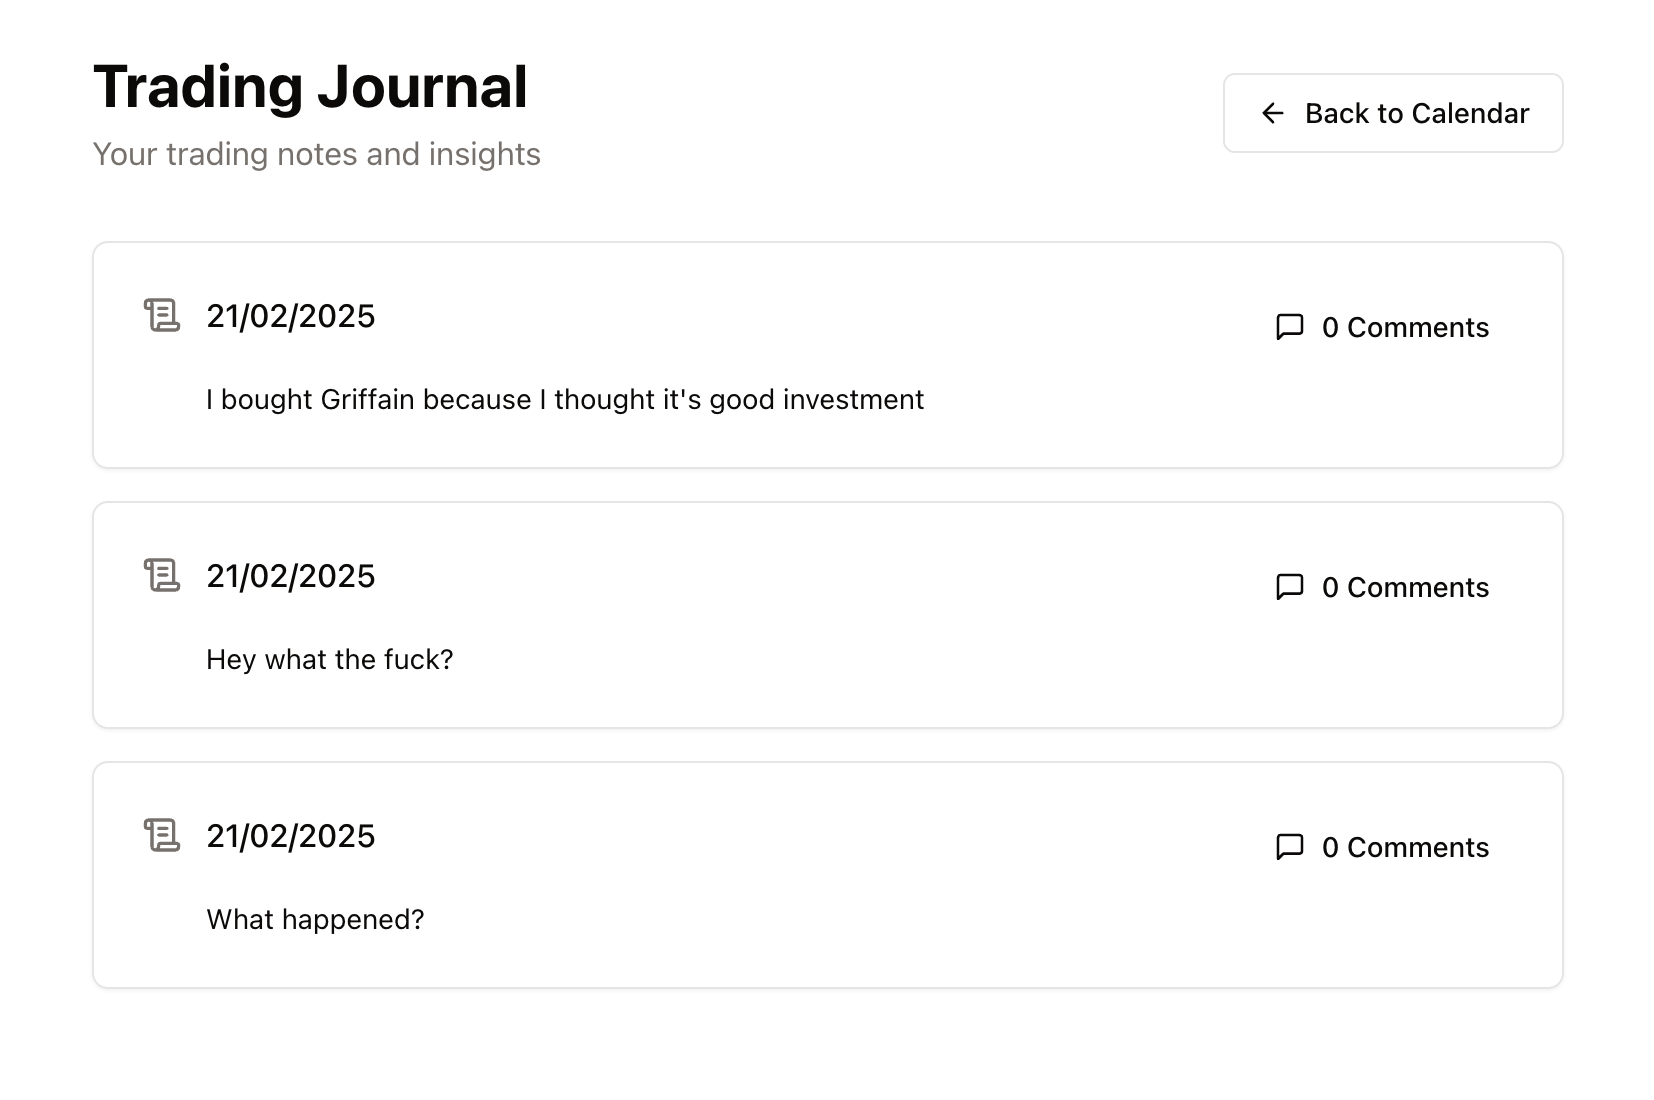 Trading Journal
Your trading notes and insights
Back to Calendar
21/02/2025
0 Comments
I bought Griffain because I thought it's good investment
21/02/2025
0 Comments
Hey what the fuck?
21/02/2025
0 Comments
What happened?